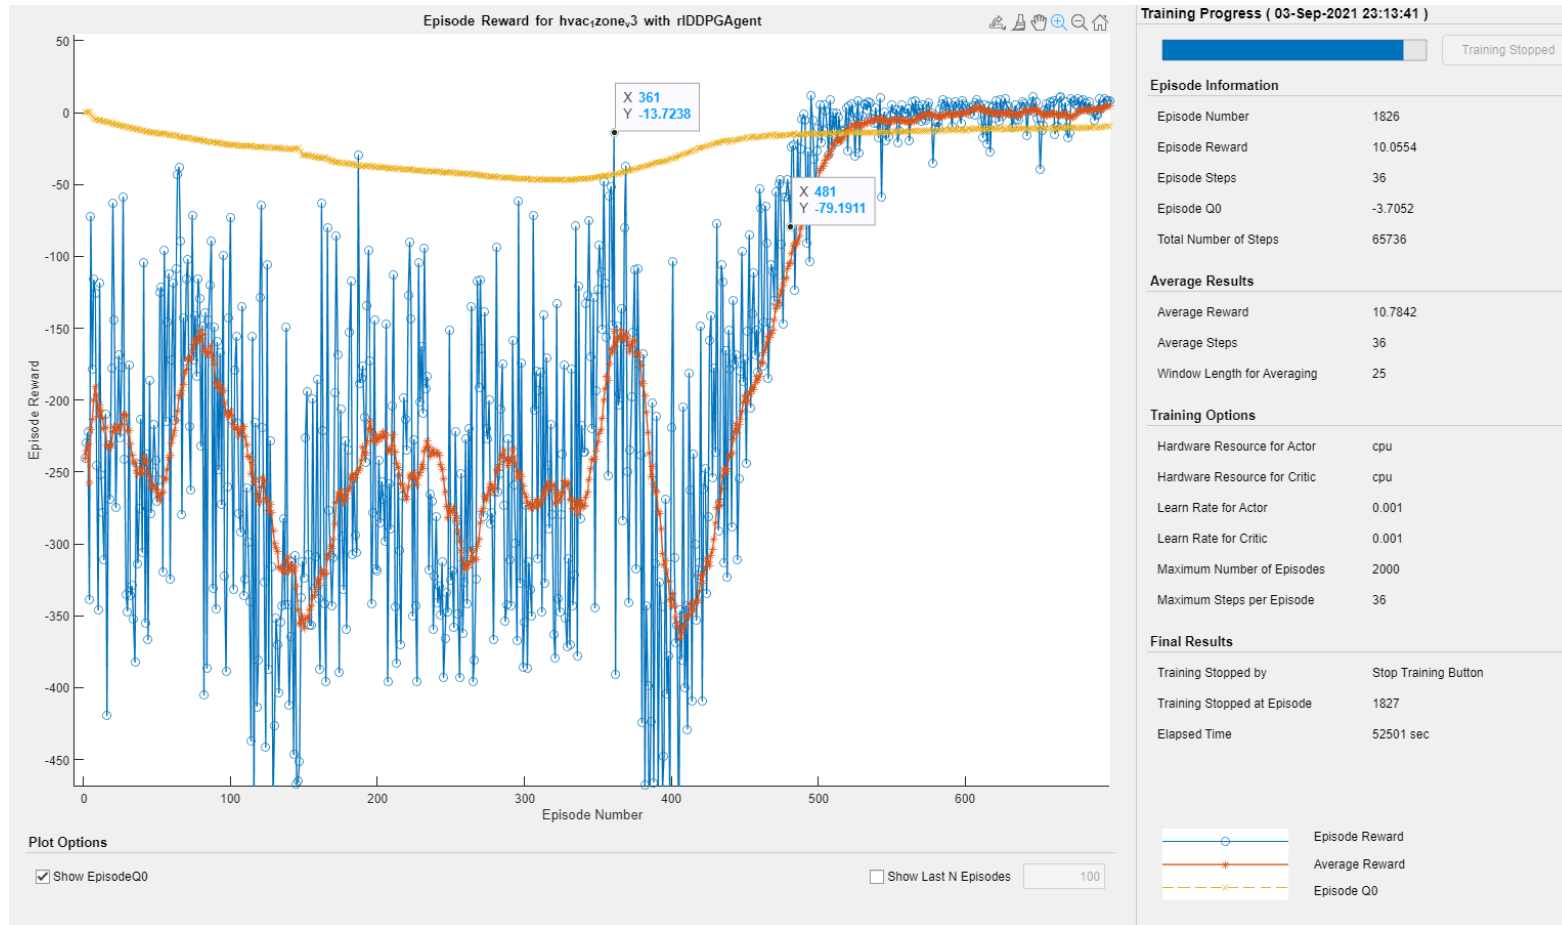 Episode Reward for hvac₁zoneᵥ3 with rlDDPGAgent
50
0
-50
-100
-150
-200
-250
-300
-350
-400
-450
Episode Reward
X 361
Y -13.7238
X 481
Y -79.1911
0 100 200 300 400 500 600
Episode Number
Plot Options
Show EpisodeQ0
Show Last N Episodes 100
Training Progress ( 03-Sep-2021 23:13:41 )
Training Stopped
Episode Information
Episode Number 1826
Episode Reward 10.0554
Episode Steps 36
Episode Q0 -3.7052
Total Number of Steps 65736
Average Results
Average Reward 10.7842
Average Steps 36
Window Length for Averaging 25
Training Options
Hardware Resource for Actor cpu
Hardware Resource for Critic cpu
Learn Rate for Actor 0.001
Learn Rate for Critic 0.001
Maximum Number of Episodes 2000
Maximum Steps per Episode 36
Final Results
Training Stopped by Stop Training Button
Training Stopped at Episode 1827
Elapsed Time 52501 sec
Episode Reward
Average Reward
Episode Q0